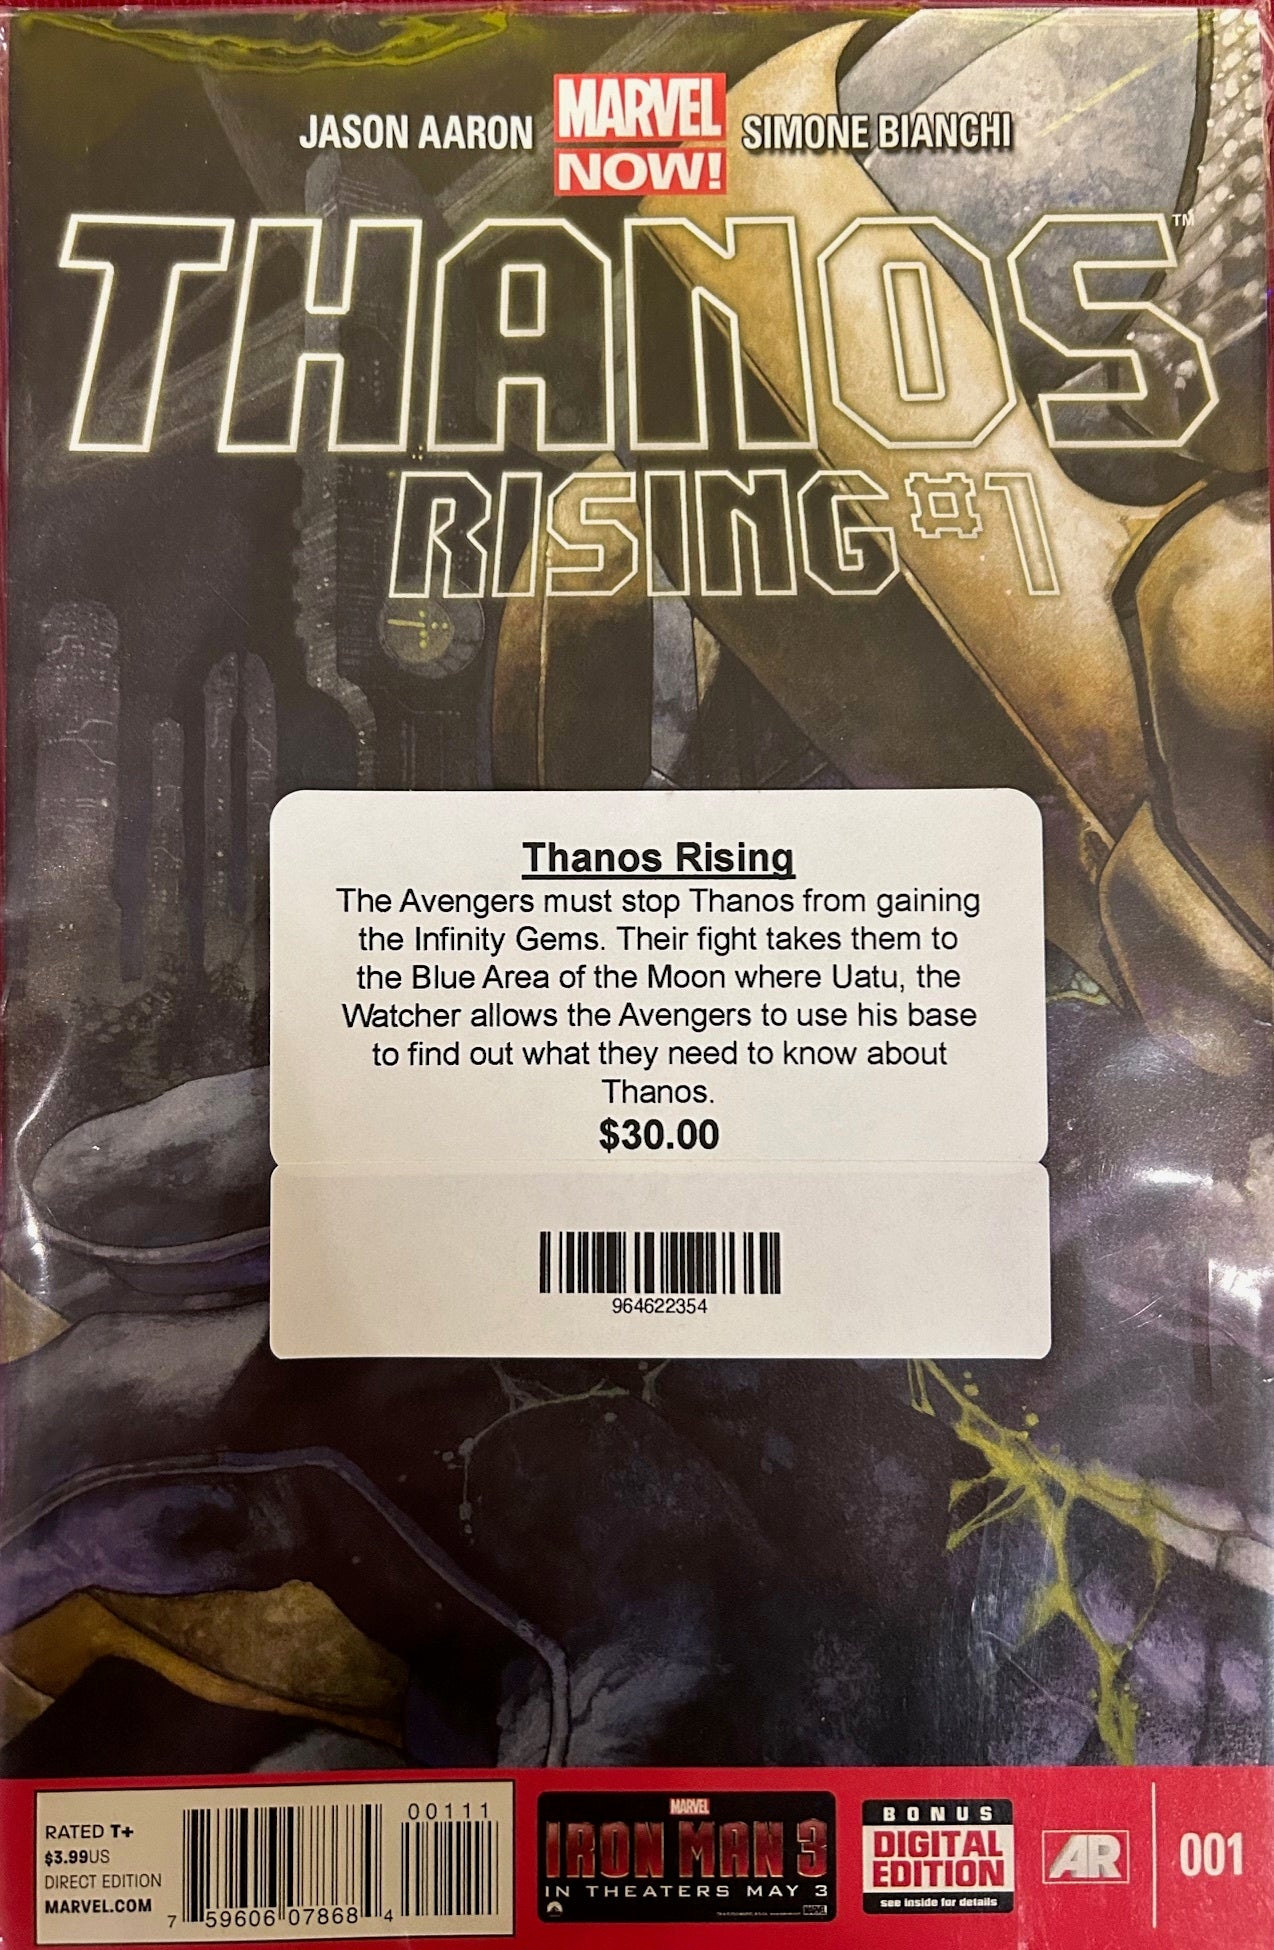 JASON AARON
MARVEL
NOW!
SIMONE BIANCHI
THANOS™
RISING #1
Thanos Rising
The Avengers must stop Thanos from gaining
the Infinity Gems. Their fight takes them to
the Blue Area of the Moon where Uatu, the
Watcher allows the Avengers to use his base
to find out what they need to know about
Thanos.
$30.00
964622354
RATED T+
$3.99US
DIRECT EDITION
MARVEL.COM
00111
7 59606 07868 4
MARVEL
IRON MAN 3
IN THEATERS MAY 3
BONUS
DIGITAL
EDITION
see inside for details
AR
001